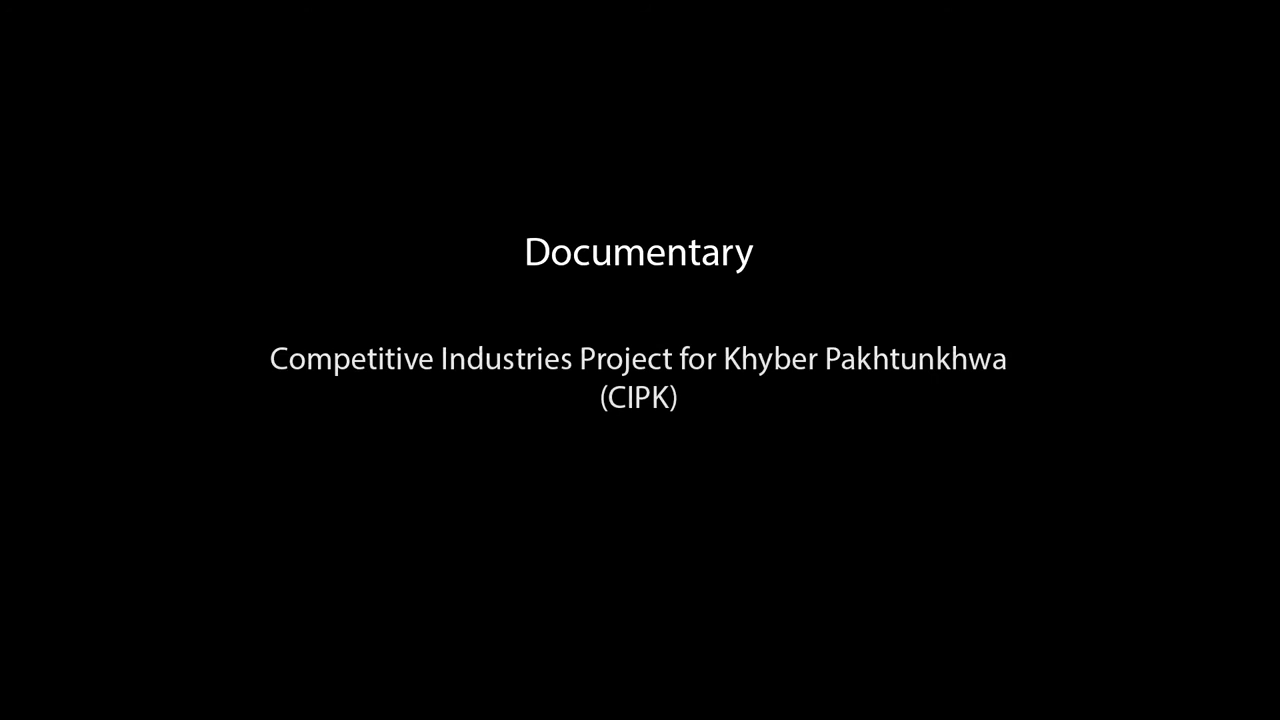 Documentary
Competitive Industries Project for Khyber Pakhtunkhwa
(CIPK)